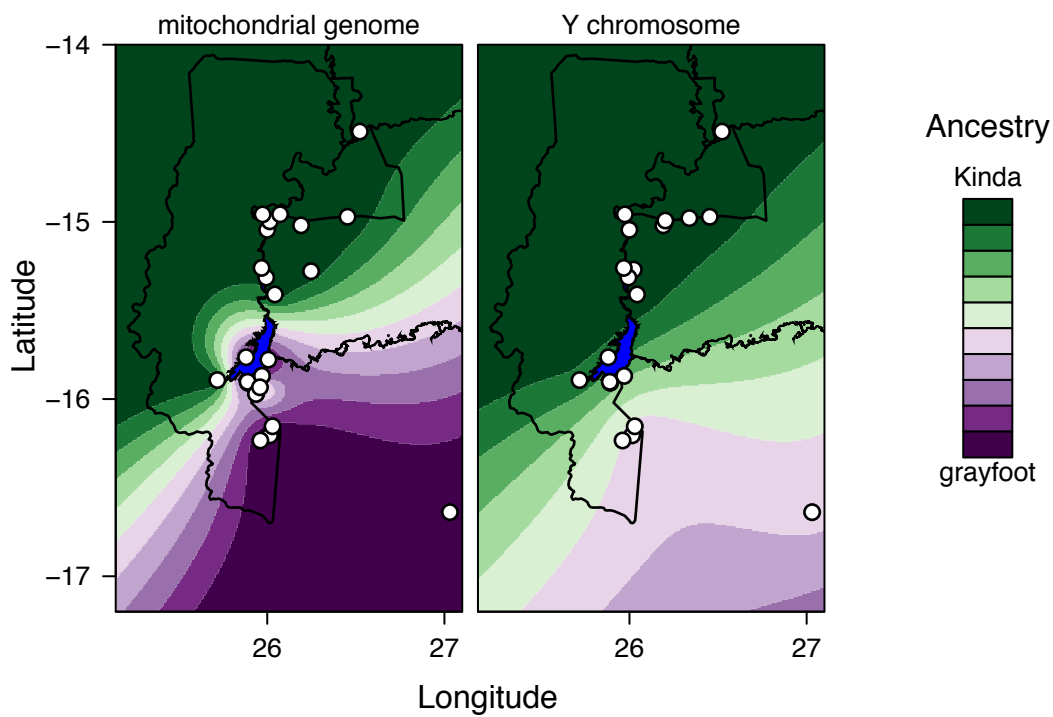 mitochondrial genome
Y chromosome
−14
−15
−16
−17
Latitude
26
27
26
27
Longitude
Ancestry
Kinda
grayfoot